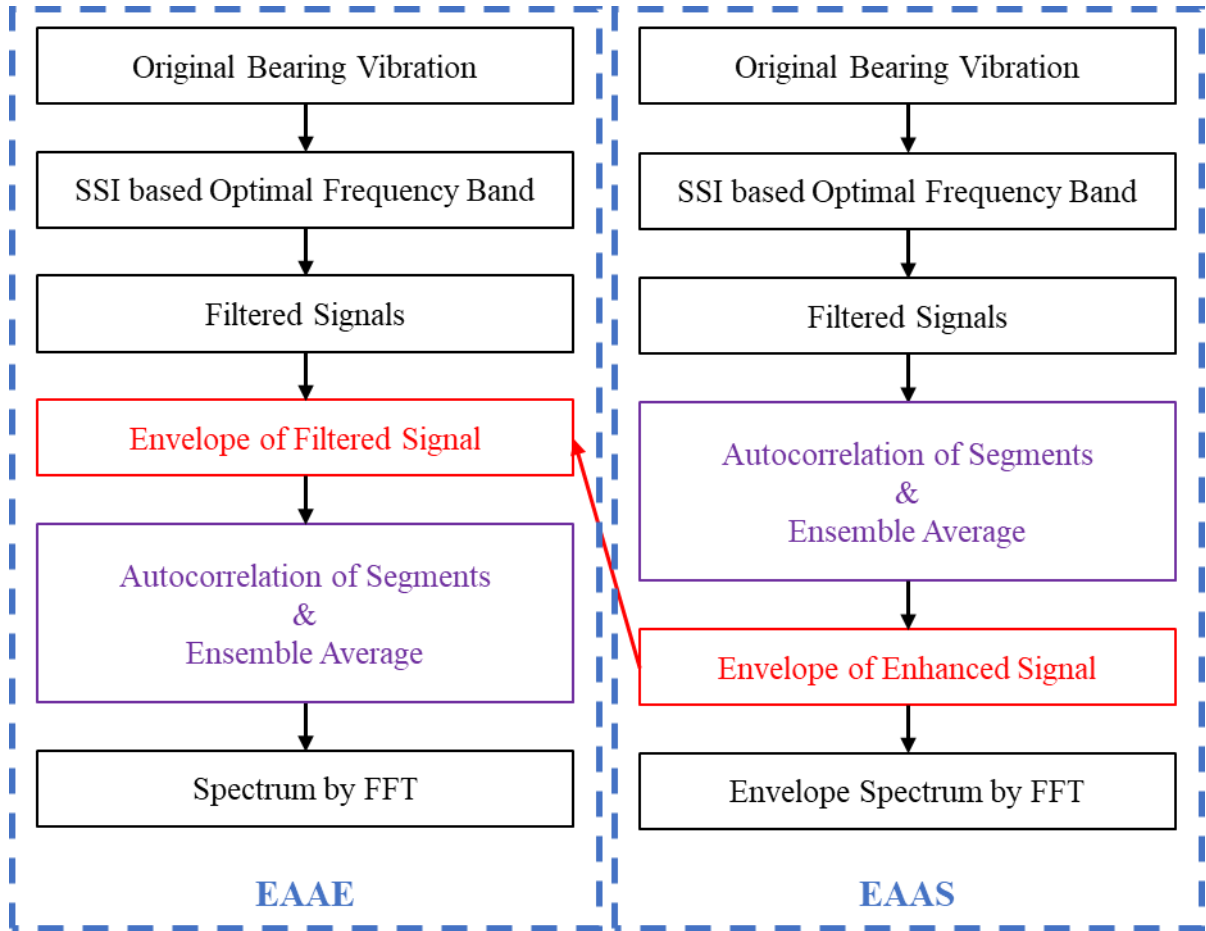 Original Bearing Vibration
SSI based Optimal Frequency Band
Filtered Signals
Envelope of Filtered Signal
Autocorrelation of Segments
&
Ensemble Average
Spectrum by FFT
EAAE
Original Bearing Vibration
SSI based Optimal Frequency Band
Filtered Signals
Autocorrelation of Segments
&
Ensemble Average
Envelope of Enhanced Signal
Envelope Spectrum by FFT
EAAS